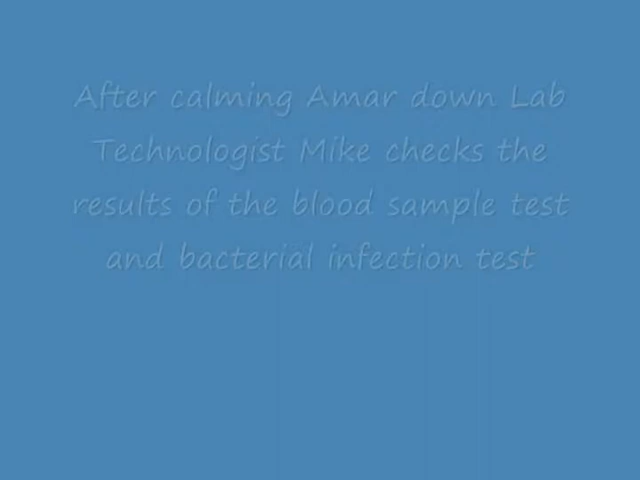 After calming Amar down Lab
Technologist Mike checks the
results of the blood sample test
and bacterial infection test